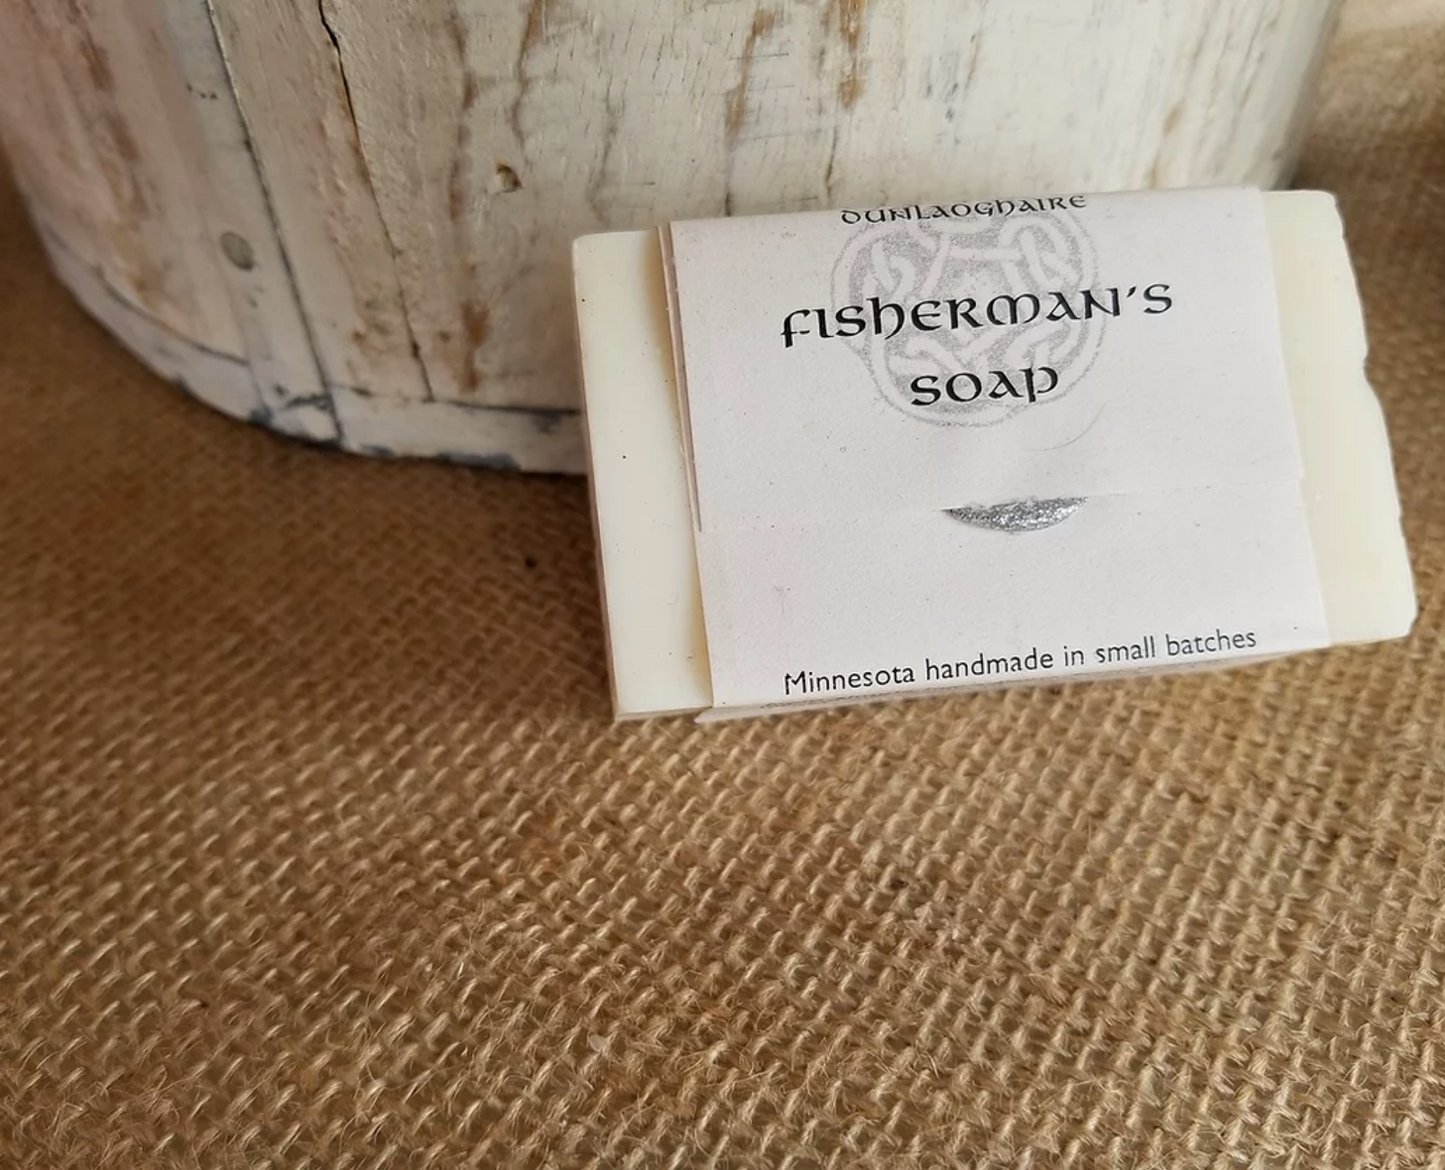 DUNLAOGHAIRE
FISHERMAN'S
SOAP
Minnesota handmade in small batches